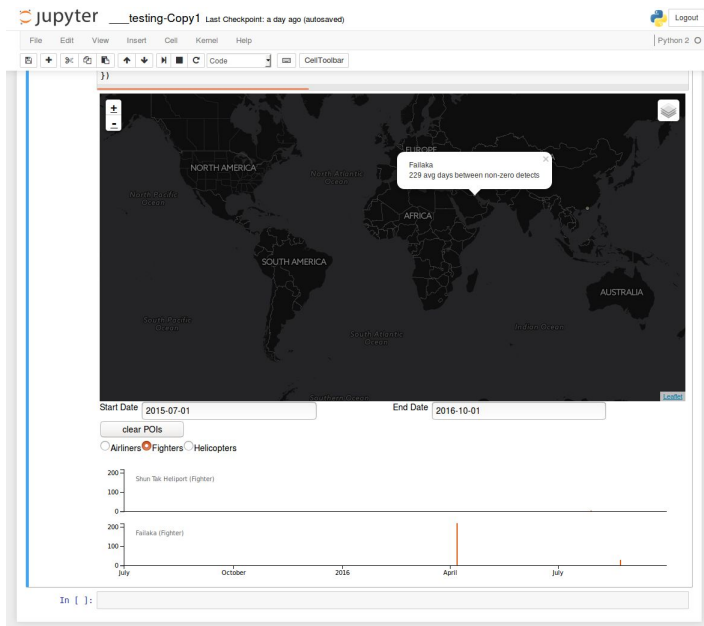 jupyter ____testing-Copy1 Last Checkpoint: a day ago (autosaved)
Logout
File Edit View Insert Cell Kernel Help
Python 2
Code
CellToolbar
})
+
-
EUROPE
Failaka
229 avg days between non-zero detects
×
NORTH AMERICA
North Atlantic
Ocean
North Pacific
Ocean
AFRICA
SOUTH AMERICA
AUSTRALIA
South Pacific
Ocean
South Atlantic
Ocean
Indian Ocean
Southern Ocean
Leaflet
Start Date 2015-07-01
End Date 2016-10-01
clear POIs
Airliners Fighters Helicopters
200
Shun Tak Heliport (Fighter)
100
0
200
Failaka (Fighter)
100
0
July October 2016 April July
In [ ]: